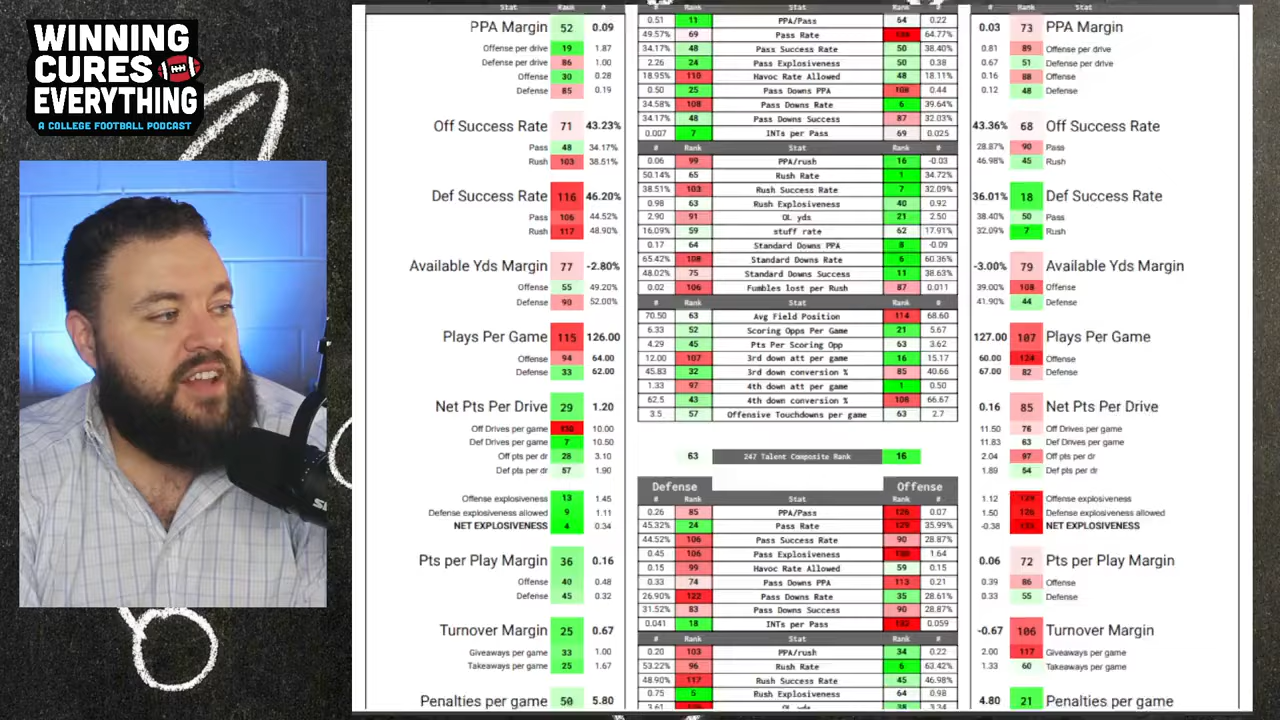 WINNING
CURES
EVERYTHING
A COLLEGE FOOTBALL PODCAST
Stat Rank #
PPA Margin 52 0.09
Offense per drive 19 1.87
Defense per drive 86 1.00
Offense 30 0.28
Defense 85 0.19
Off Success Rate 71 43.23%
Pass 48 34.17%
Rush 103 38.51%
Def Success Rate 116 46.20%
Pass 106 44.52%
Rush 117 48.90%
Available Yds Margin 77 -2.80%
Offense 55 49.20%
Defense 90 52.00%
Plays Per Game 115 126.00
Offense 94 64.00
Defense 33 62.00
Net Pts Per Drive 29 1.20
Off Drives per game 10.00
Def Drives per game 7 10.50
Off pts per dr 28 3.10
Def pts per dr 57 1.90
Offense explosiveness 13 1.45
Defense explosiveness allowed 9 1.11
NET EXPLOSIVENESS 4 0.34
Pts per Play Margin 36 0.16
Offense 40 0.48
Defense 45 0.32
Turnover Margin 25 0.67
Giveaways per game 33 1.00
Takeaways per game 25 1.67
Penalties per game 50 5.80
# Rank Stat Rank #
0.51 11 PPA/Pass 64 0.22
49.57% 69 Pass Rate 64.77%
34.17% 48 Pass Success Rate 50 38.40%
2.26 24 Pass Explosiveness 50 0.38
18.95% 110 Havoc Rate Allowed 48 18.11%
0.50 25 Pass Downs PPA 108 0.44
34.58% 108 Pass Downs Rate 6 39.64%
34.17% 48 Pass Downs Success 87 32.03%
0.007 7 INTs per Pass 69 0.025
# Rank Stat Rank #
0.06 99 PPA/rush 16 -0.03
50.14% 65 Rush Rate 1 34.72%
38.51% 103 Rush Success Rate 7 32.09%
0.98 63 Rush Explosiveness 40 0.92
2.90 91 OL yds 21 2.50
16.09% 59 stuff rate 62 17.91%
0.17 64 Standard Downs PPA 8 -0.09
65.42% 108 Standard Downs Rate 6 60.36%
48.02% 75 Standard Downs Success 11 38.63%
0.02 106 Fumbles lost per Rush 87 0.011
# Rank Stat Rank #
70.50 63 Avg Field Position 114 68.60
6.33 52 Scoring Opps Per Game 21 5.67
4.29 45 Pts Per Scoring Opp 63 3.62
12.00 107 3rd down att per game 16 15.17
45.83 32 3rd down conversion % 85 40.66
1.33 97 4th down att per game 1 0.50
62.5 43 4th down conversion % 108 66.67
3.5 57 Offensive Touchdowns per game 63 2.7
63 247 Talent Composite Rank 16
Defense Offense
# Rank Stat Rank #
0.26 85 PPA/Pass 126 0.07
45.32% 24 Pass Rate 129 35.99%
44.52% 106 Pass Success Rate 90 28.87%
0.45 106 Pass Explosiveness 1.64
0.15 99 Havoc Rate Allowed 59 0.15
0.33 74 Pass Downs PPA 113 0.21
26.90% 122 Pass Downs Rate 35 28.61%
31.52% 83 Pass Downs Success 90 28.87%
0.041 18 INTs per Pass 0.059
# Rank Stat Rank #
0.20 103 PPA/rush 34 0.22
53.22% 96 Rush Rate 6 63.42%
48.90% 117 Rush Success Rate 45 46.98%
0.75 5 Rush Explosiveness 64 0.98
3.61 OL yds 38 3.34
# Rank Stat
0.03 73 PPA Margin
0.81 89 Offense per drive
0.67 51 Defense per drive
0.16 88 Offense
0.12 48 Defense
43.36% 68 Off Success Rate
28.87% 90 Pass
46.98% 45 Rush
36.01% 18 Def Success Rate
38.40% 50 Pass
32.09% 7 Rush
-3.00% 79 Available Yds Margin
39.00% 108 Offense
41.90% 44 Defense
127.00 107 Plays Per Game
60.00 124 Offense
67.00 82 Defense
0.16 85 Net Pts Per Drive
11.50 76 Off Drives per game
11.83 63 Def Drives per game
2.04 97 Off pts per dr
1.89 54 Def pts per dr
1.12 Offense explosiveness
1.50 126 Defense explosiveness allowed
-0.38 NET EXPLOSIVENESS
0.06 72 Pts per Play Margin
0.39 86 Offense
0.33 55 Defense
-0.67 106 Turnover Margin
2.00 117 Giveaways per game
1.33 60 Takeaways per game
4.80 21 Penalties per game